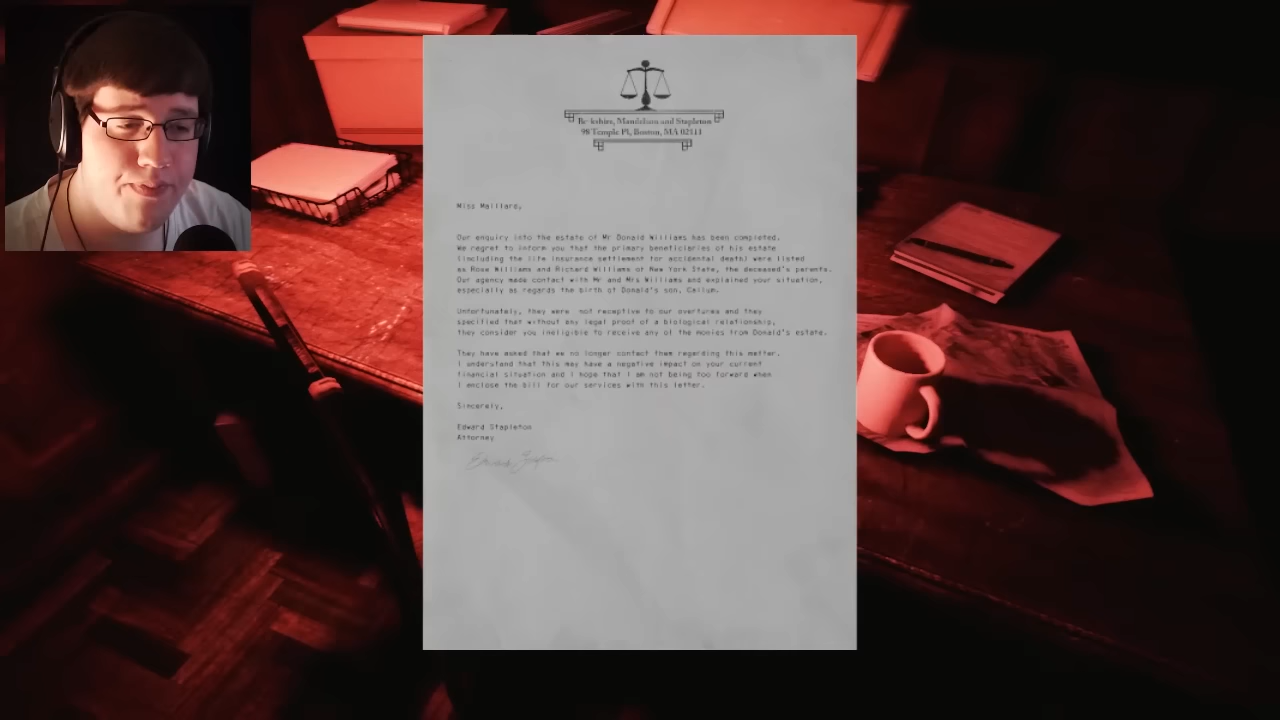 Berkshire, Mandelson and Stapleton
98 Temple Pl, Boston, MA 02111
Miss Maillard,
Our enquiry into the estate of Mr Donald Williams has been completed.
We regret to inform you that the primary beneficiaries of his estate
(including the life insurance settlement for accidental death) were listed
as Rose Williams and Richard Williams of New York State, the deceased's parents.
Our agency made contact with Mr and Mrs Williams and explained your situation,
especially as regards the birth of Donald's son, Callum.
Unfortunately, they were not receptive to our overtures and they
specified that without any legal proof of a biological relationship,
they consider you ineligible to receive any of the monies from Donald's estate.
They have asked that we no longer contact them regarding this matter.
I understand that this may have a negative impact on your current
financial situation and I hope that I am not being too forward when
I enclose the bill for our services with this letter.
Sincerely,
Edward Stapleton
Attorney